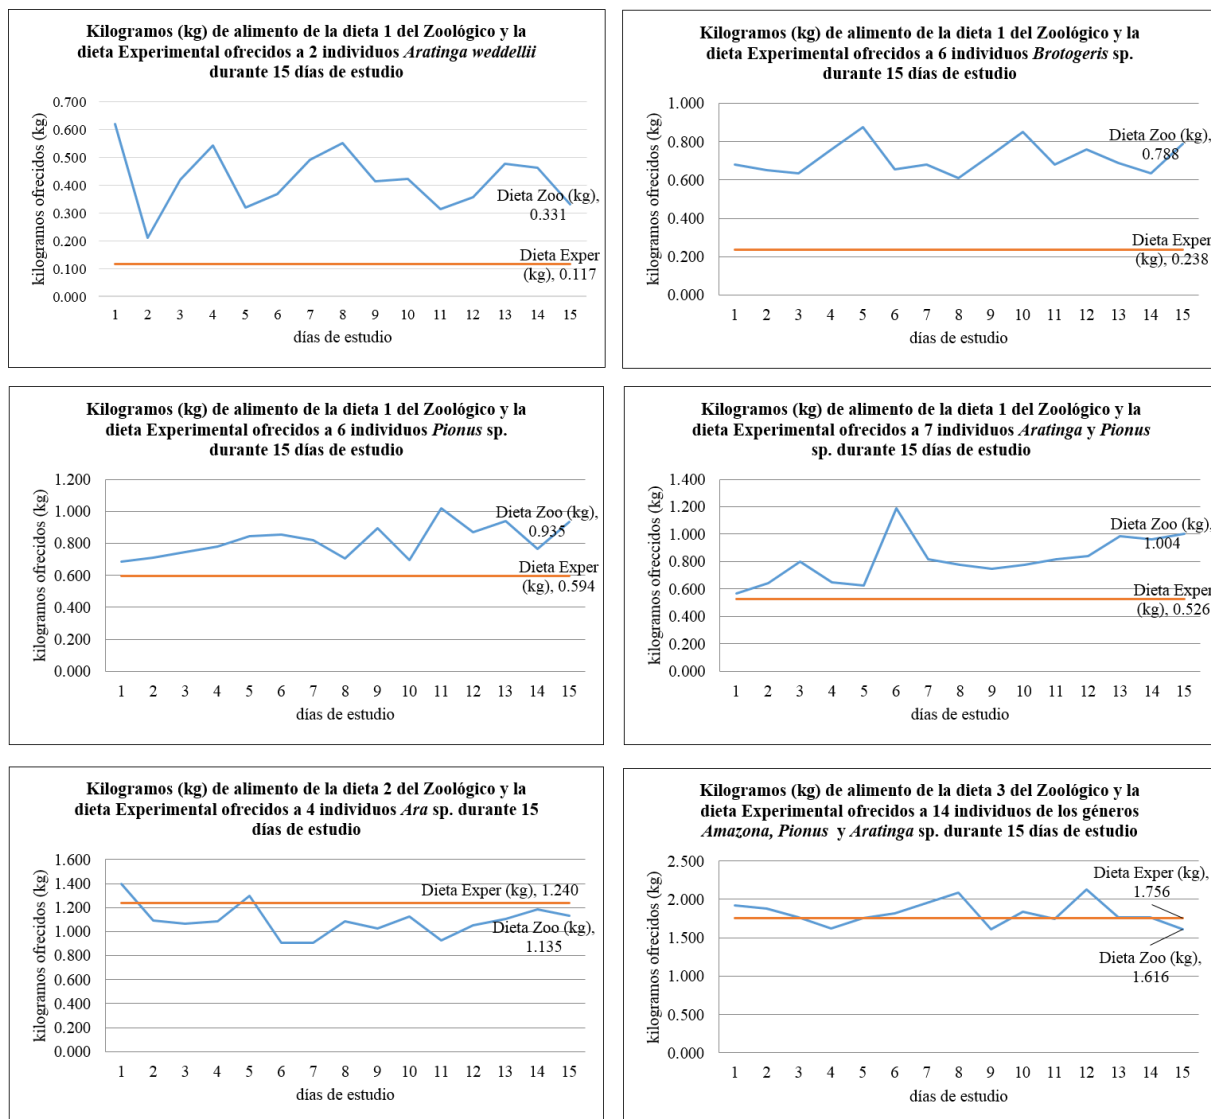 Kilogramos (kg) de alimento de la dieta 1 del Zoológico y la
dieta Experimental ofrecidos a 2 individuos Aratinga weddellii
durante 15 días de estudio
kilogramos ofrecidos (kg)
0.700
0.600
0.500
0.400
0.300
0.200
0.100
0.000
Dieta Zoo (kg),
0.331
Dieta Exper
(kg), 0.117
1 2 3 4 5 6 7 8 9 10 11 12 13 14 15
días de estudio
Kilogramos (kg) de alimento de la dieta 1 del Zoológico y la
dieta Experimental ofrecidos a 6 individuos Brotogeris sp.
durante 15 días de estudio
kilogramos ofrecidos (kg)
1.000
0.800
0.600
0.400
0.200
0.000
Dieta Zoo (kg),
0.788
Dieta Exper
(kg), 0.238
1 2 3 4 5 6 7 8 9 10 11 12 13 14 15
días de estudio
Kilogramos (kg) de alimento de la dieta 1 del Zoológico y la
dieta Experimental ofrecidos a 6 individuos Pionus sp.
durante 15 días de estudio
kilogramos ofrecidos (kg)
1.200
1.000
0.800
0.600
0.400
0.200
0.000
Dieta Zoo (kg),
0.935
Dieta Exper
(kg), 0.594
1 2 3 4 5 6 7 8 9 10 11 12 13 14 15
días de estudio
Kilogramos (kg) de alimento de la dieta 1 del Zoológico y la
dieta Experimental ofrecidos a 7 individuos Aratinga y Pionus
sp. durante 15 días de estudio
kilogramos ofreccidos (kg)
1.400
1.200
1.000
0.800
0.600
0.400
0.200
0.000
Dieta Zoo (kg),
1.004
Dieta Exper
(kg), 0.526
1 2 3 4 5 6 7 8 9 10 11 12 13 14 15
días de estudio
Kilogramos (kg) de alimento de la dieta 2 del Zoológico y la
dieta Experimental ofrecidos a 4 individuos Ara sp. durante 15
días de estudio
kilogramos ofrecidos (kg)
1.600
1.400
1.200
1.000
0.800
0.600
0.400
0.200
0.000
Dieta Exper (kg), 1.240
Dieta Zoo (kg),
1.135
1 2 3 4 5 6 7 8 9 10 11 12 13 14 15
días de estudio
Kilogramos (kg) de alimento de la dieta 3 del Zoológico y la
dieta Experimental ofrecidos a 14 individuos de los géneros
Amazona, Pionus y Aratinga sp. durante 15 días de estudio
kilogramos ofrecidos (kg)
2.500
2.000
1.500
1.000
0.500
0.000
Dieta Exper (kg),
1.756
Dieta Zoo (kg),
1.616
1 2 3 4 5 6 7 8 9 10 11 12 13 14 15
días de estudio